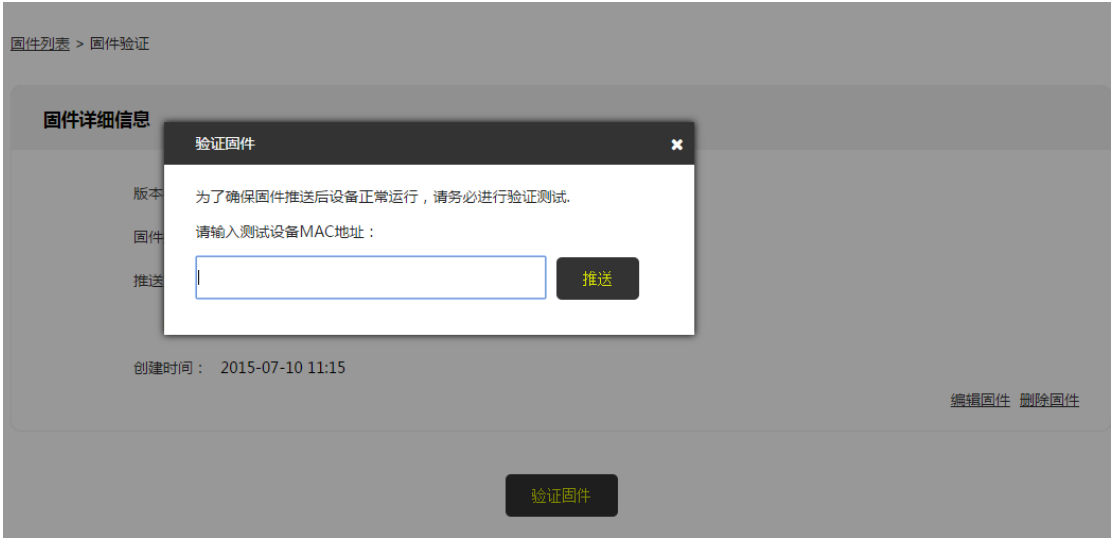 固件列表 > 固件验证
固件详细信息
验证固件
版本
为了确保固件推送后设备正常运行，请务必进行验证测试.
固件
请输入测试设备MAC地址：
推送
推送
创建时间： 2015-07-10 11:15
编辑固件 删除固件
验证固件